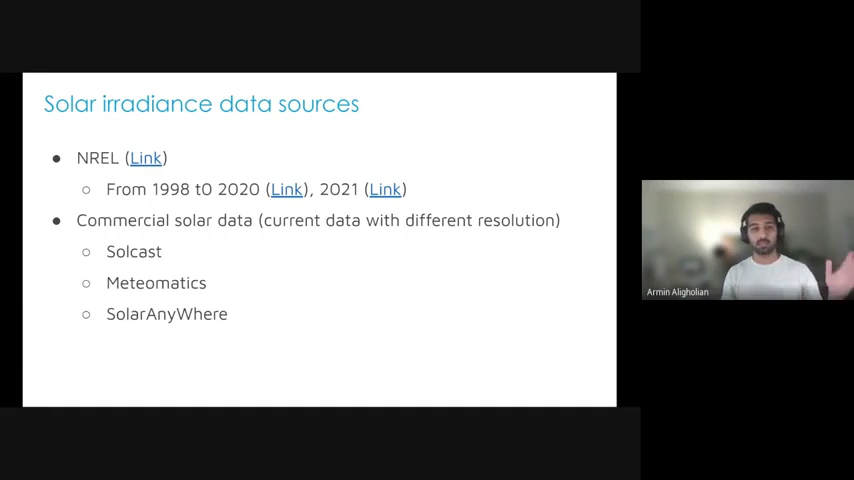 Solar irradiance data sources
● NREL (Link)
○ From 1998 t0 2020 (Link), 2021 (Link)
● Commercial solar data (current data with different resolution)
○ Solcast
○ Meteomatics
○ SolarAnyWhere
Armin Aligholian